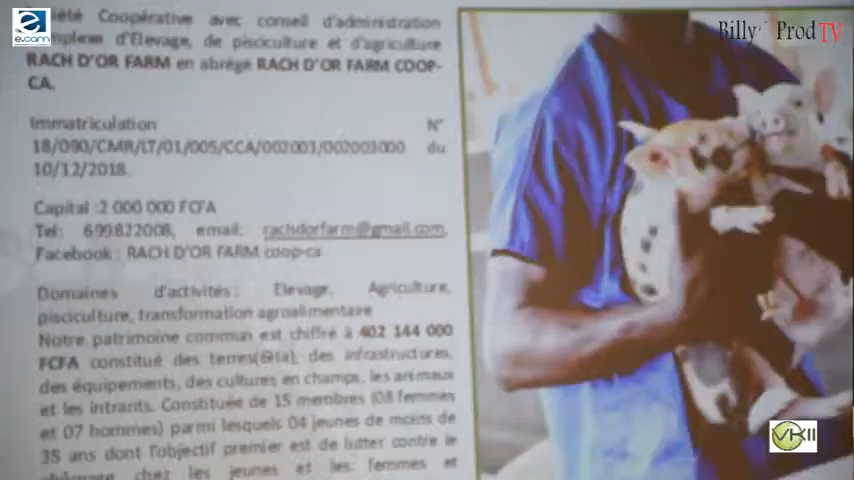 e.com
Billy' Prod TV
iété Coopérative avec conseil d'administration
mplexe d'Elevage, de pisciculture et d'agriculture
RACH D'OR FARM en abrégé RACH D'OR FARM COOP-
CA.
Immatriculation N°
18/090/CMR/LT/01/005/CCA/002001/002003000 du
10/12/2018.
Capital :2 000 000 FCFA
Tel: 699822008, email: rachdorfarm@gmail.com,
Facebook : RACH D'OR FARM coop-ca
Domaines d'activités : Elevage, Agriculture,
pisciculture, transformation agroalimentaire
Notre patrimoine commun est chiffré à 402 144 000
FCFA constitué des terres(6Ha), des infrastructures,
des équipements, des cultures en champs, les animaux
et les intrants. Constituée de 15 membres (08 femmes
et 07 hommes) parmi lesquels 04 jeunes de moins de
35 ans dont l'objectif premier est de lutter contre le
chômage chez les jeunes et les femmes et